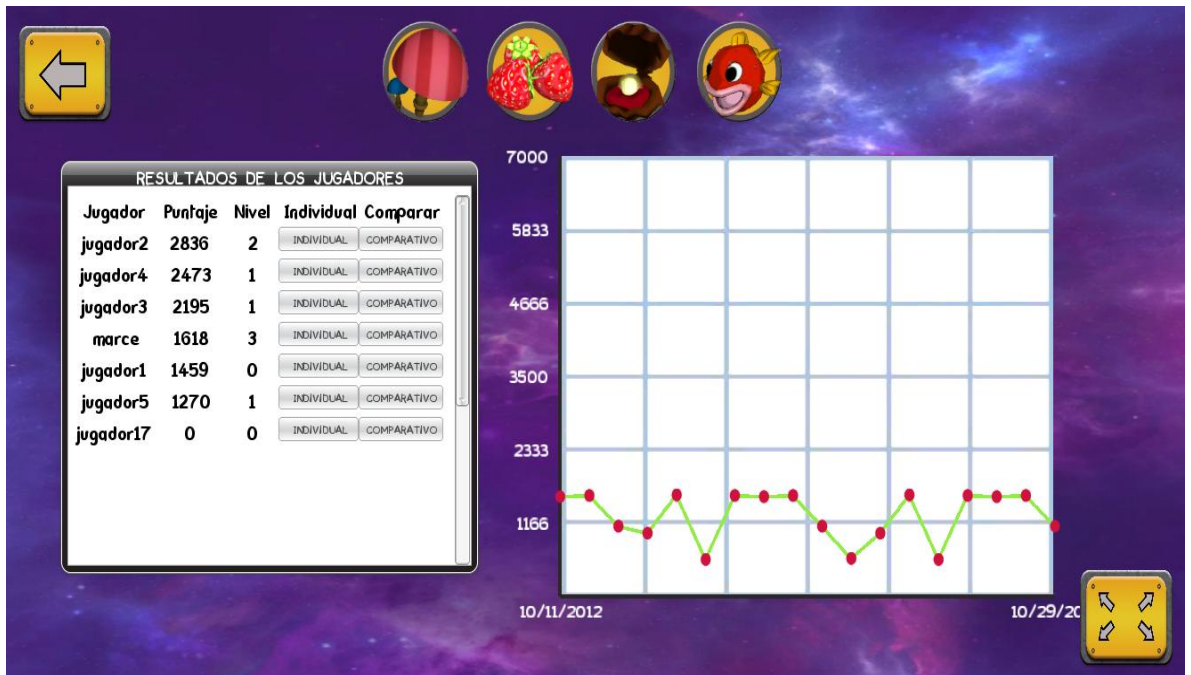 RESULTADOS DE LOS JUGADORES
Jugador Puntaje Nivel Individual Comparar
jugador2 2836 2 INDIVIDUAL COMPARATIVO
jugador4 2473 1 INDIVIDUAL COMPARATIVO
jugador3 2195 1 INDIVIDUAL COMPARATIVO
marce 1618 3 INDIVIDUAL COMPARATIVO
jugador1 1459 0 INDIVIDUAL COMPARATIVO
jugador5 1270 1 INDIVIDUAL COMPARATIVO
jugador17 0 0 INDIVIDUAL COMPARATIVO
7000
5833
4666
3500
2333
1166
10/11/2012 10/29/20